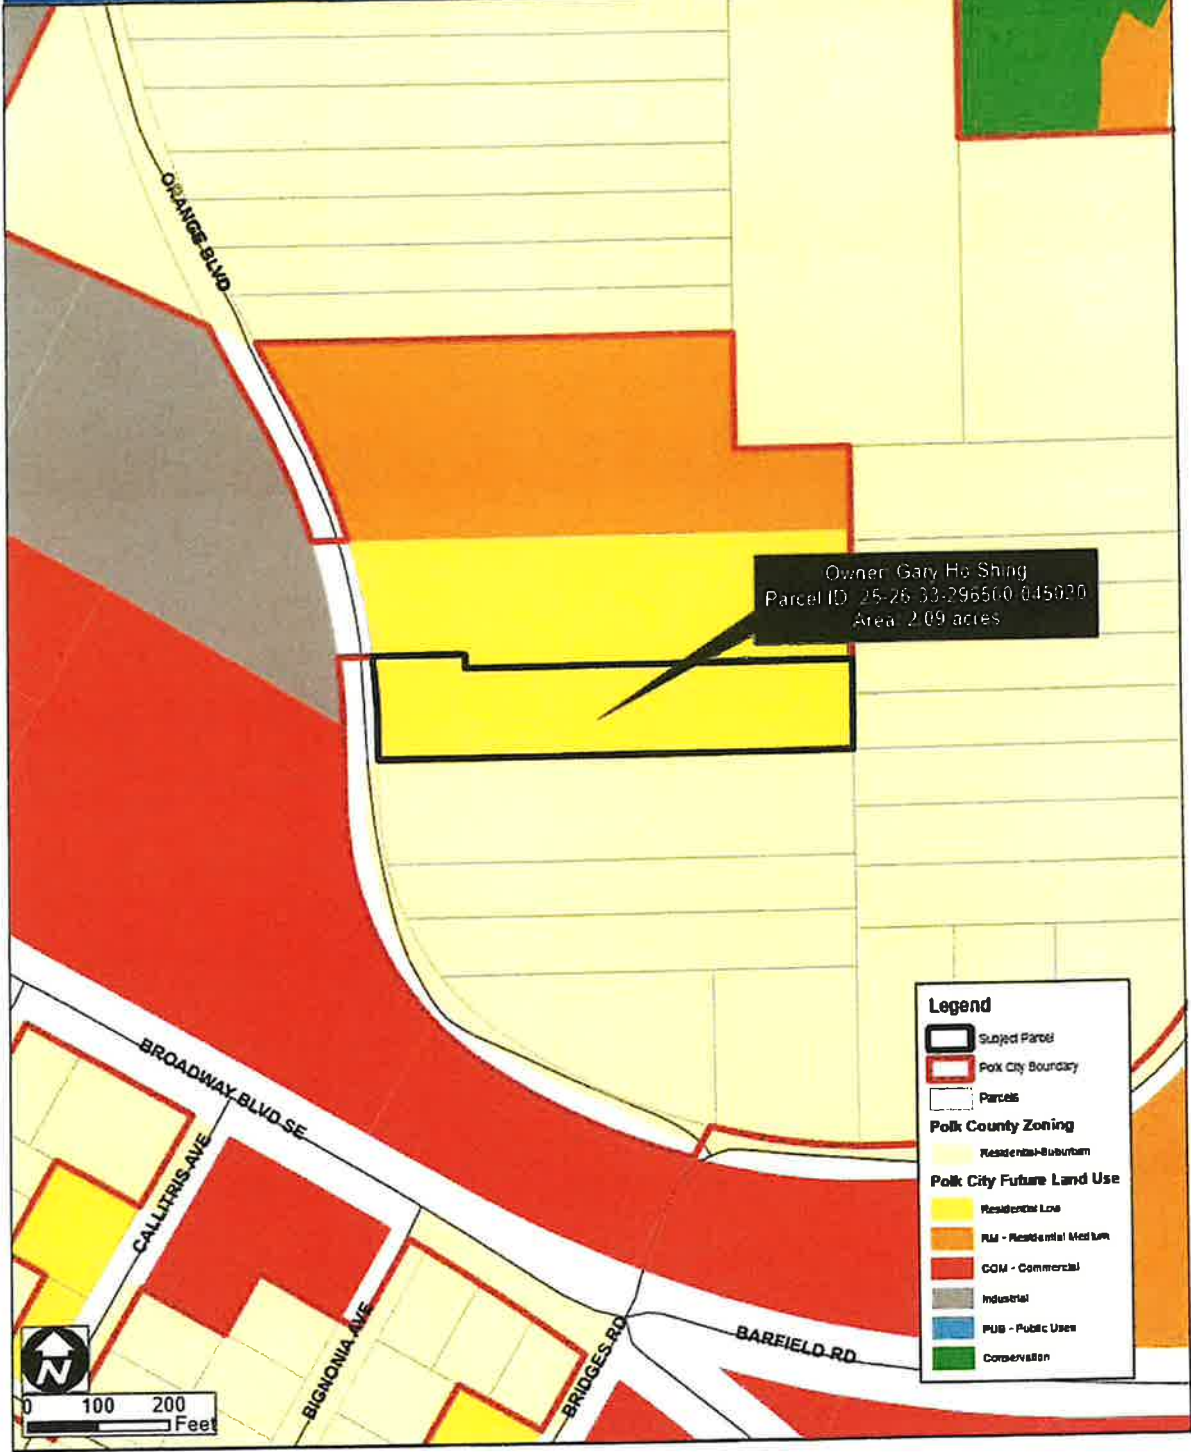 ORANGE BLVD
Owner: Gary Ho Shing
Parcel ID: 25-26-33-296500-045020
Area: 2.09 acres
BROADWAY BLVD SE
CALLITRIS AVE
BIGNONIA AVE
BRIDGES RD
BARFIELD RD
Legend
Subject Parcel
Polk City Boundary
Parcels
Polk County Zoning
Residential-Suburban
Polk City Future Land Use
Residential Low
RM - Residential Medium
COM - Commercial
Industrial
PUB - Public Uses
Conservation
N
0 100 200
Feet